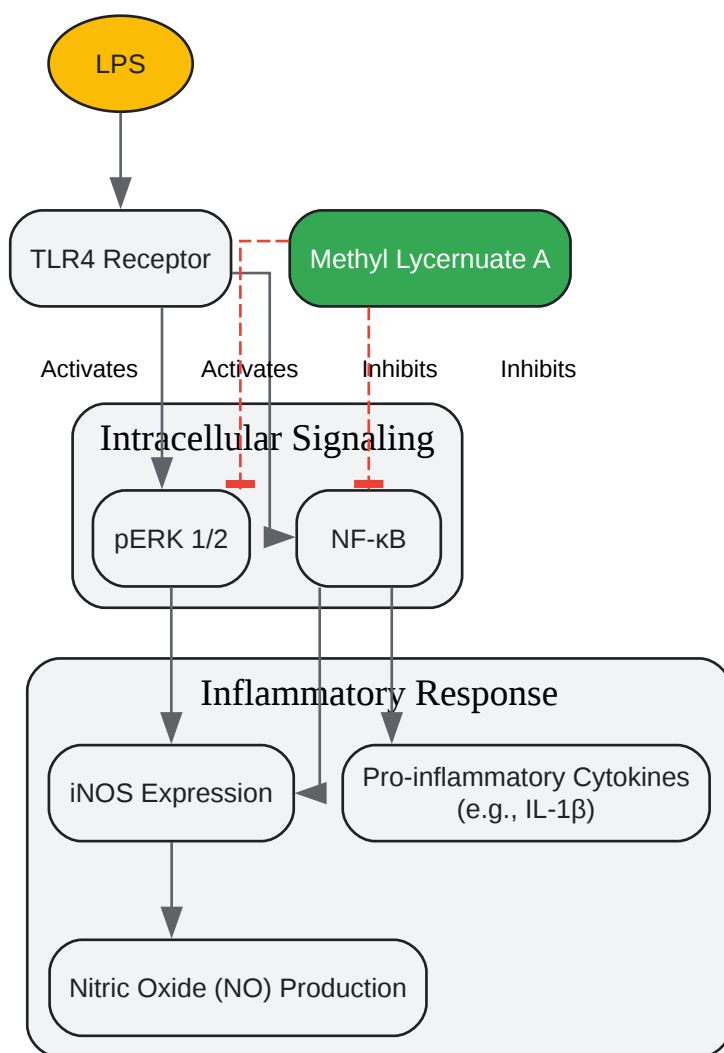 LPS
TLR4 Receptor
Methyl Lycernuate A
Activates
Activates
Inhibits
Inhibits
Intracellular Signaling
pERK 1/2
NF-κB
Inflammatory Response
iNOS Expression
Pro-inflammatory Cytokines
(e.g., IL-1β)
Nitric Oxide (NO) Production